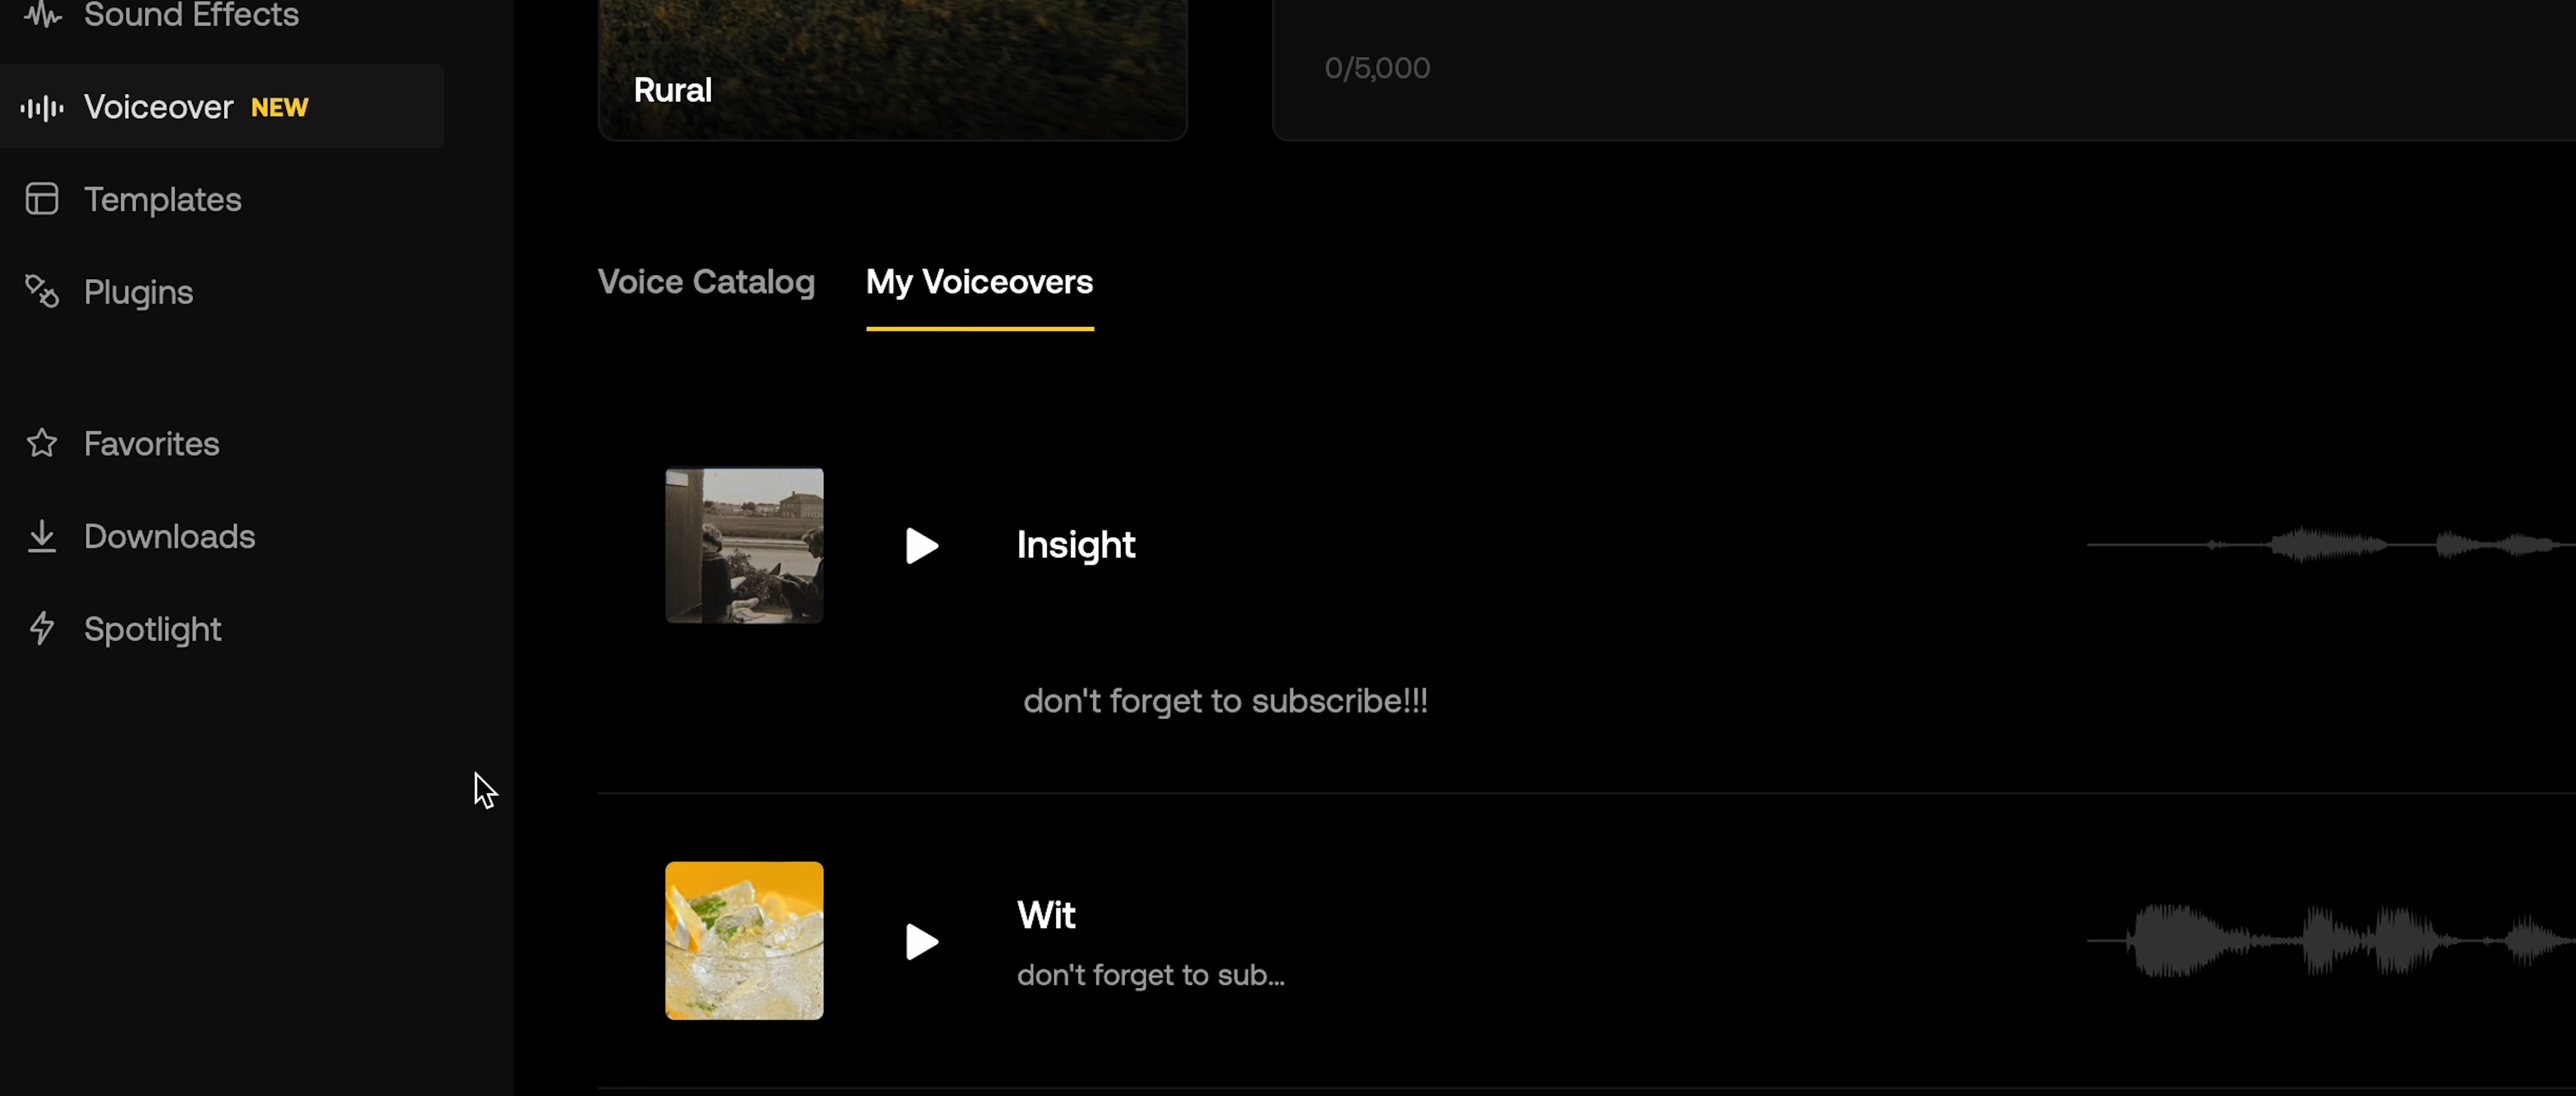 Sound Effects
Voiceover NEW
Templates
Plugins
Favorites
Downloads
Spotlight
Rural
0/5,000
Voice Catalog
My Voiceovers
Insight
don't forget to subscribe!!!
Wit
don't forget to sub...